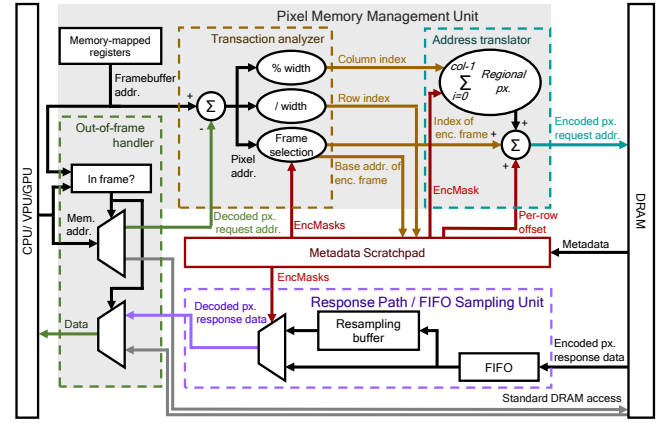 Pixel Memory Management Unit
Memory-mapped
registers
Transaction analyzer
Address translator
Framebuffer
addr.
% width
/ width
Frame
selection
Column index
Row index
Index of
enc. frame
Base addr. of
enc. frame
col-1
Σ
i=0
Regional
px.
+
-
Σ
Pixel
addr.
+
+
+
Σ
Encoded px.
request addr.
Out-of-frame
handler
In frame?
Mem.
addr.
Decoded px.
request addr.
EncMasks
EncMask
Per-row
offset
CPU/ VPU/GPU
DRAM
Metadata Scratchpad
Metadata
EncMasks
Response Path / FIFO Sampling Unit
Decoded px.
response data
Resampling
buffer
FIFO
Encoded px.
response data
Data
Standard DRAM access